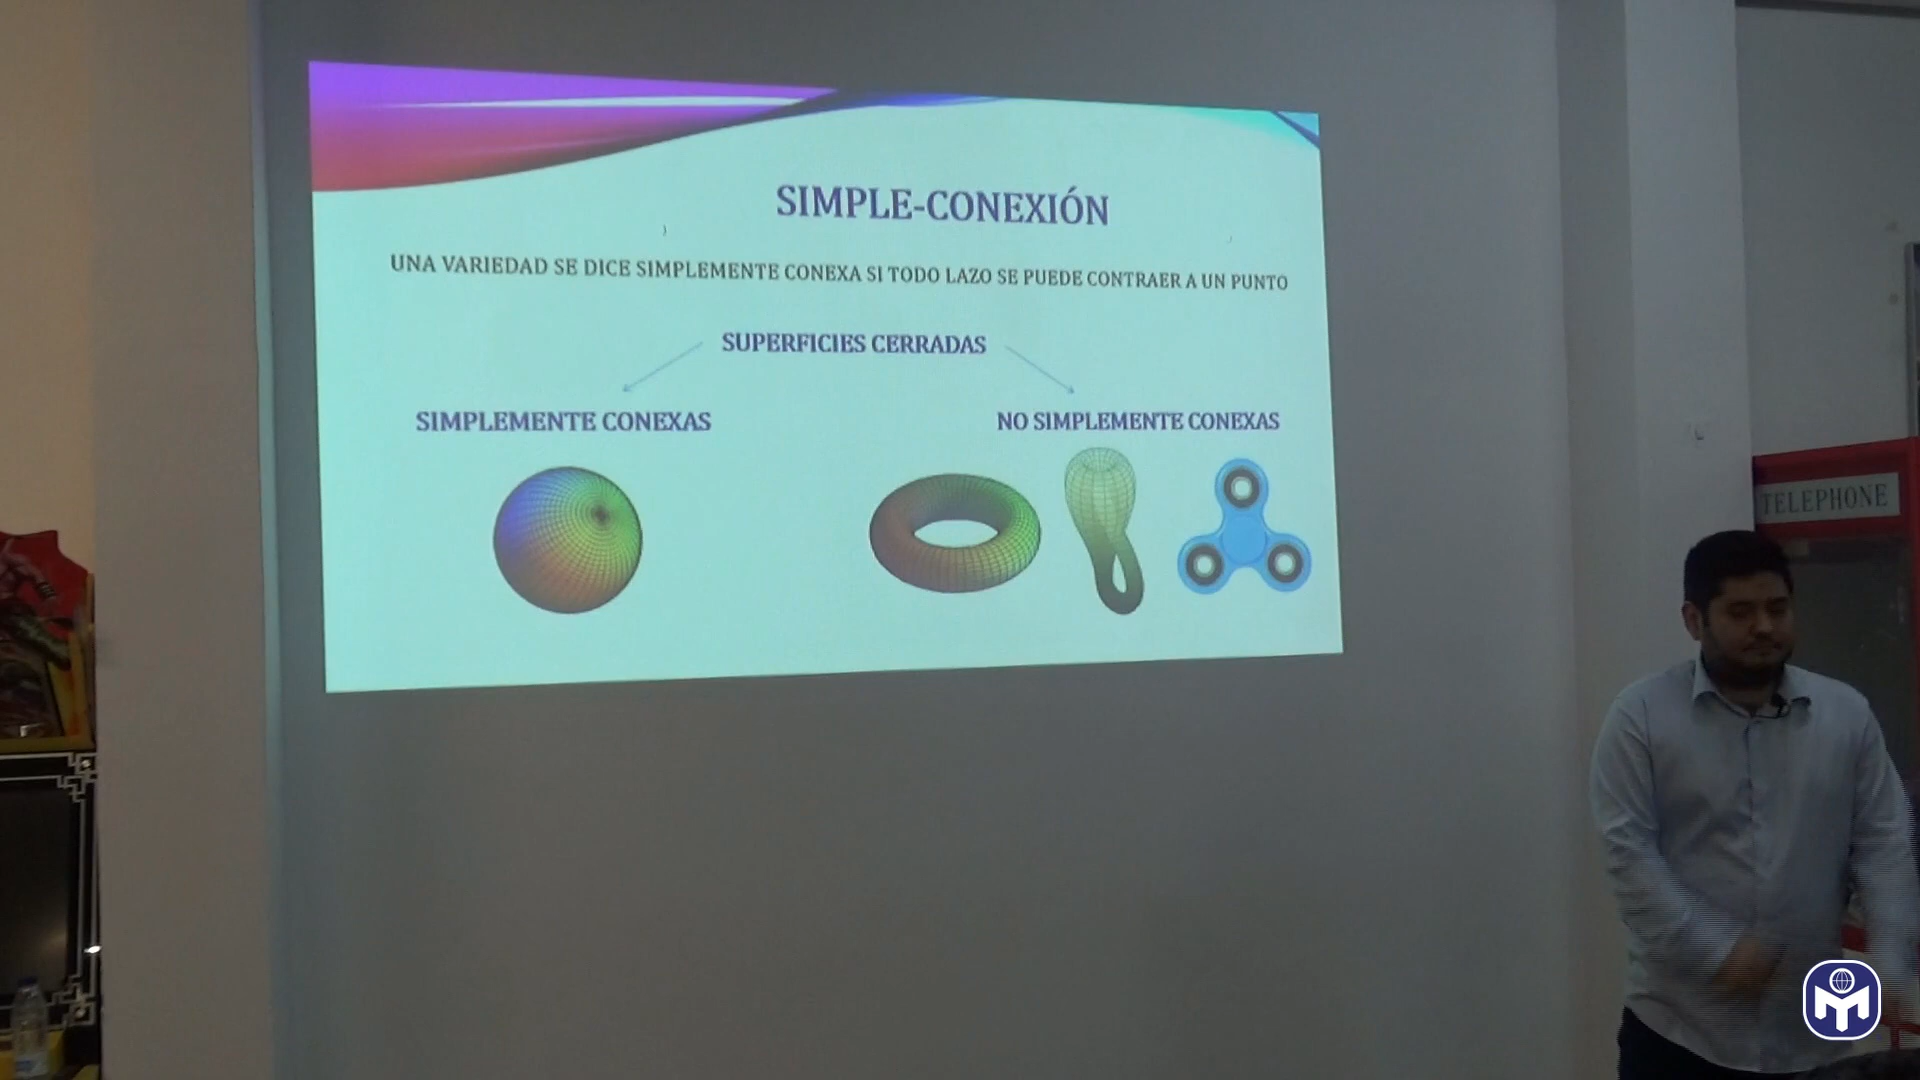 SIMPLE-CONEXIÓN
UNA VARIEDAD SE DICE SIMPLEMENTE CONEXA SI TODO LAZO SE PUEDE CONTRAER A UN PUNTO
SUPERFICIES CERRADAS
SIMPLEMENTE CONEXAS
NO SIMPLEMENTE CONEXAS
TELEPHONE